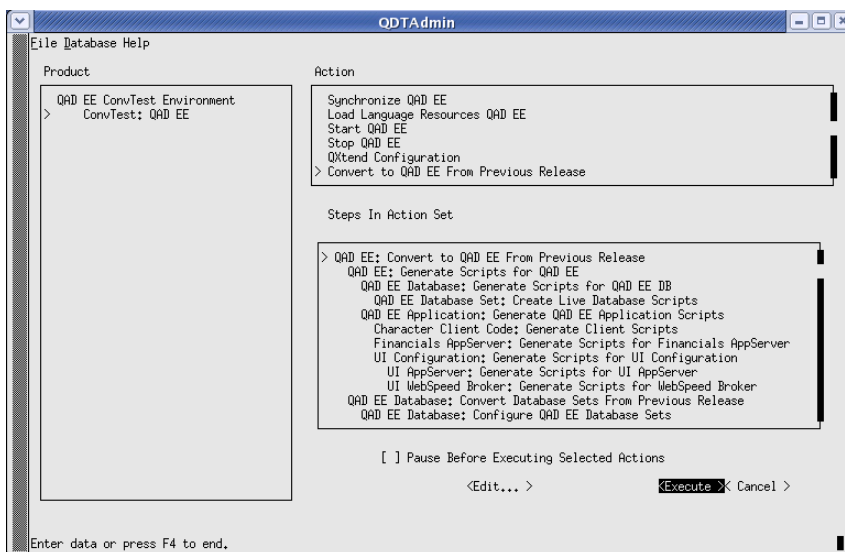 QDTAdmin
File Database Help
Product
QAD EE ConvTest Environment
> ConvTest: QAD EE
Action
Synchronize QAD EE
Load Language Resources QAD EE
Start QAD EE
Stop QAD EE
QXtend Configuration
> Convert to QAD EE From Previous Release
Steps In Action Set
> QAD EE: Convert to QAD EE From Previous Release
QAD EE: Generate Scripts for QAD EE
QAD EE Database: Generate Scripts for QAD EE DB
QAD EE Database Set: Create Live Database Scripts
QAD EE Application: Generate QAD EE Application Scripts
Character Client Code: Generate Client Scripts
Financials AppServer: Generate Scripts for Financials AppServer
UI Configuration: Generate Scripts for UI Configuration
UI AppServer: Generate Scripts for UI AppServer
UI WebSpeed Broker: Generate Scripts for WebSpeed Broker
QAD EE Database: Convert Database Sets From Previous Release
QAD EE Database: Configure QAD EE Database Sets
[ ] Pause Before Executing Selected Actions
<Edit... > <Execute >< Cancel >
Enter data or press F4 to end.